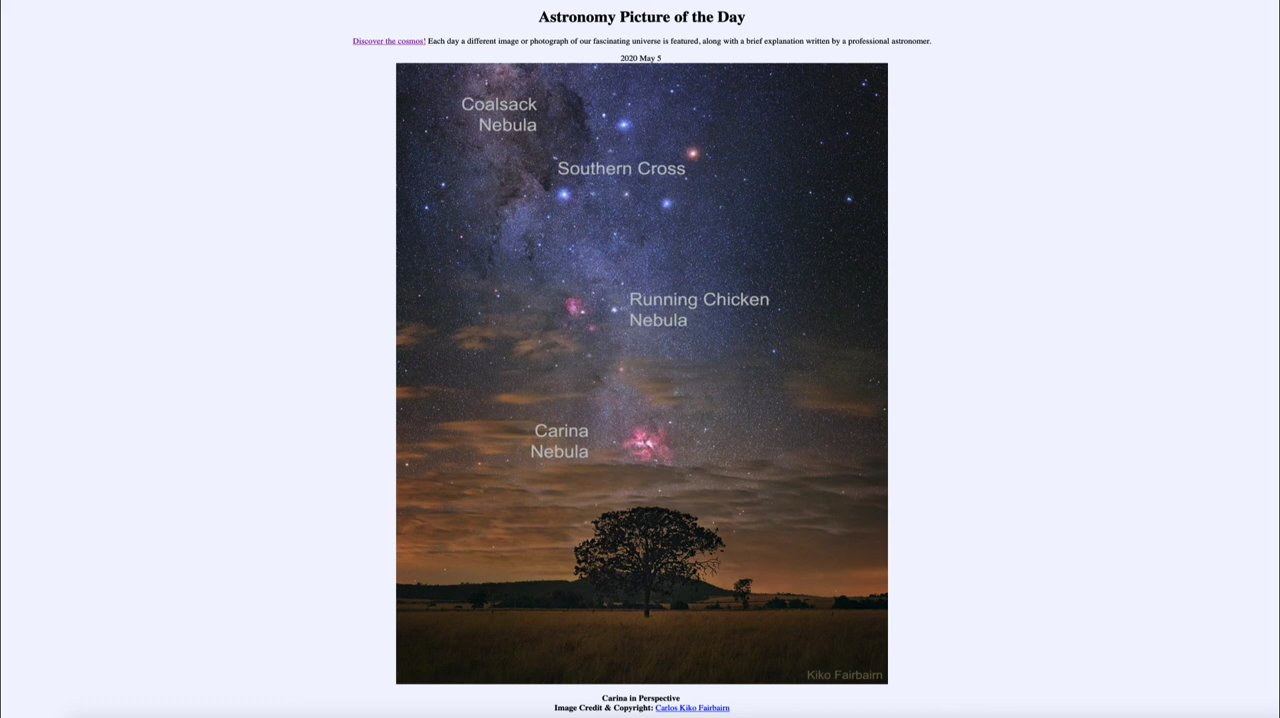 Astronomy Picture of the Day
Discover the cosmos! Each day a different image or photograph of our fascinating universe is featured, along with a brief explanation written by a professional astronomer.
2020 May 5
Coalsack
Nebula
Southern Cross
Running Chicken
Nebula
Carina
Nebula
Kiko Fairbairn
Carina in Perspective
Image Credit & Copyright: Carlos Kiko Fairbairn